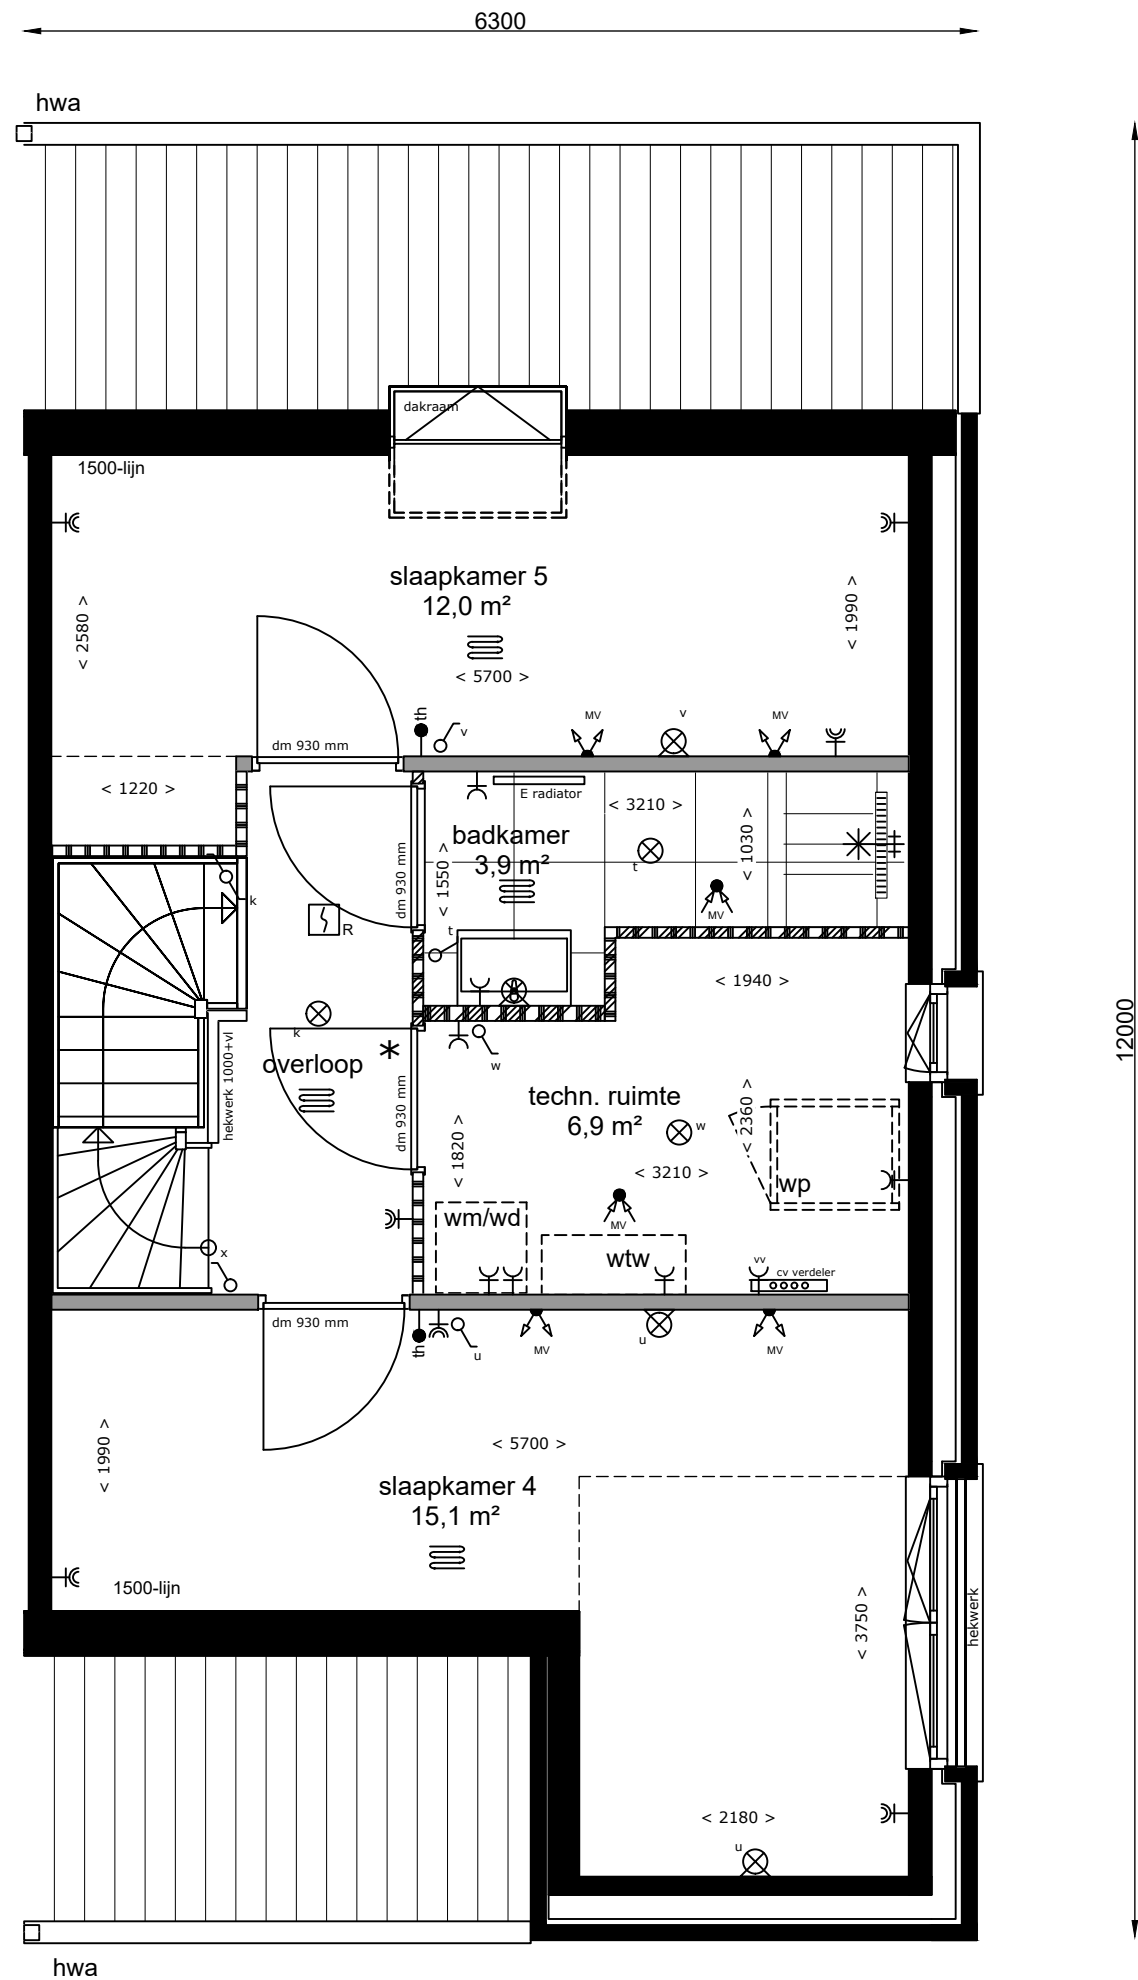 6300
hwa
12000
dakraam
1500-lijn
slaapkamer 5
12,0 m²
< 2580 >
< 1990 >
< 5700 >
th
v
MV
v
MV
dm 930 mm
< 1220 >
E radiator
< 3210 >
badkamer
3,9 m²
< 1030 >
< 1550 >
dm 930 mm
t
MV
k
R
t
< 1940 >
k
overloop
*
w
hekwerk 1000+vl
techn. ruimte
6,9 m²
w
< 2360 >
dm 930 mm
< 1820 >
< 3210 >
wp
wm/wd
MV
wtw
x
vv
cv verdeler
dm 930 mm
th
u
MV
u
MV
< 1990 >
< 5700 >
slaapkamer 4
15,1 m²
1500-lijn
< 3750 >
hekwerk
< 2180 >
u
hwa